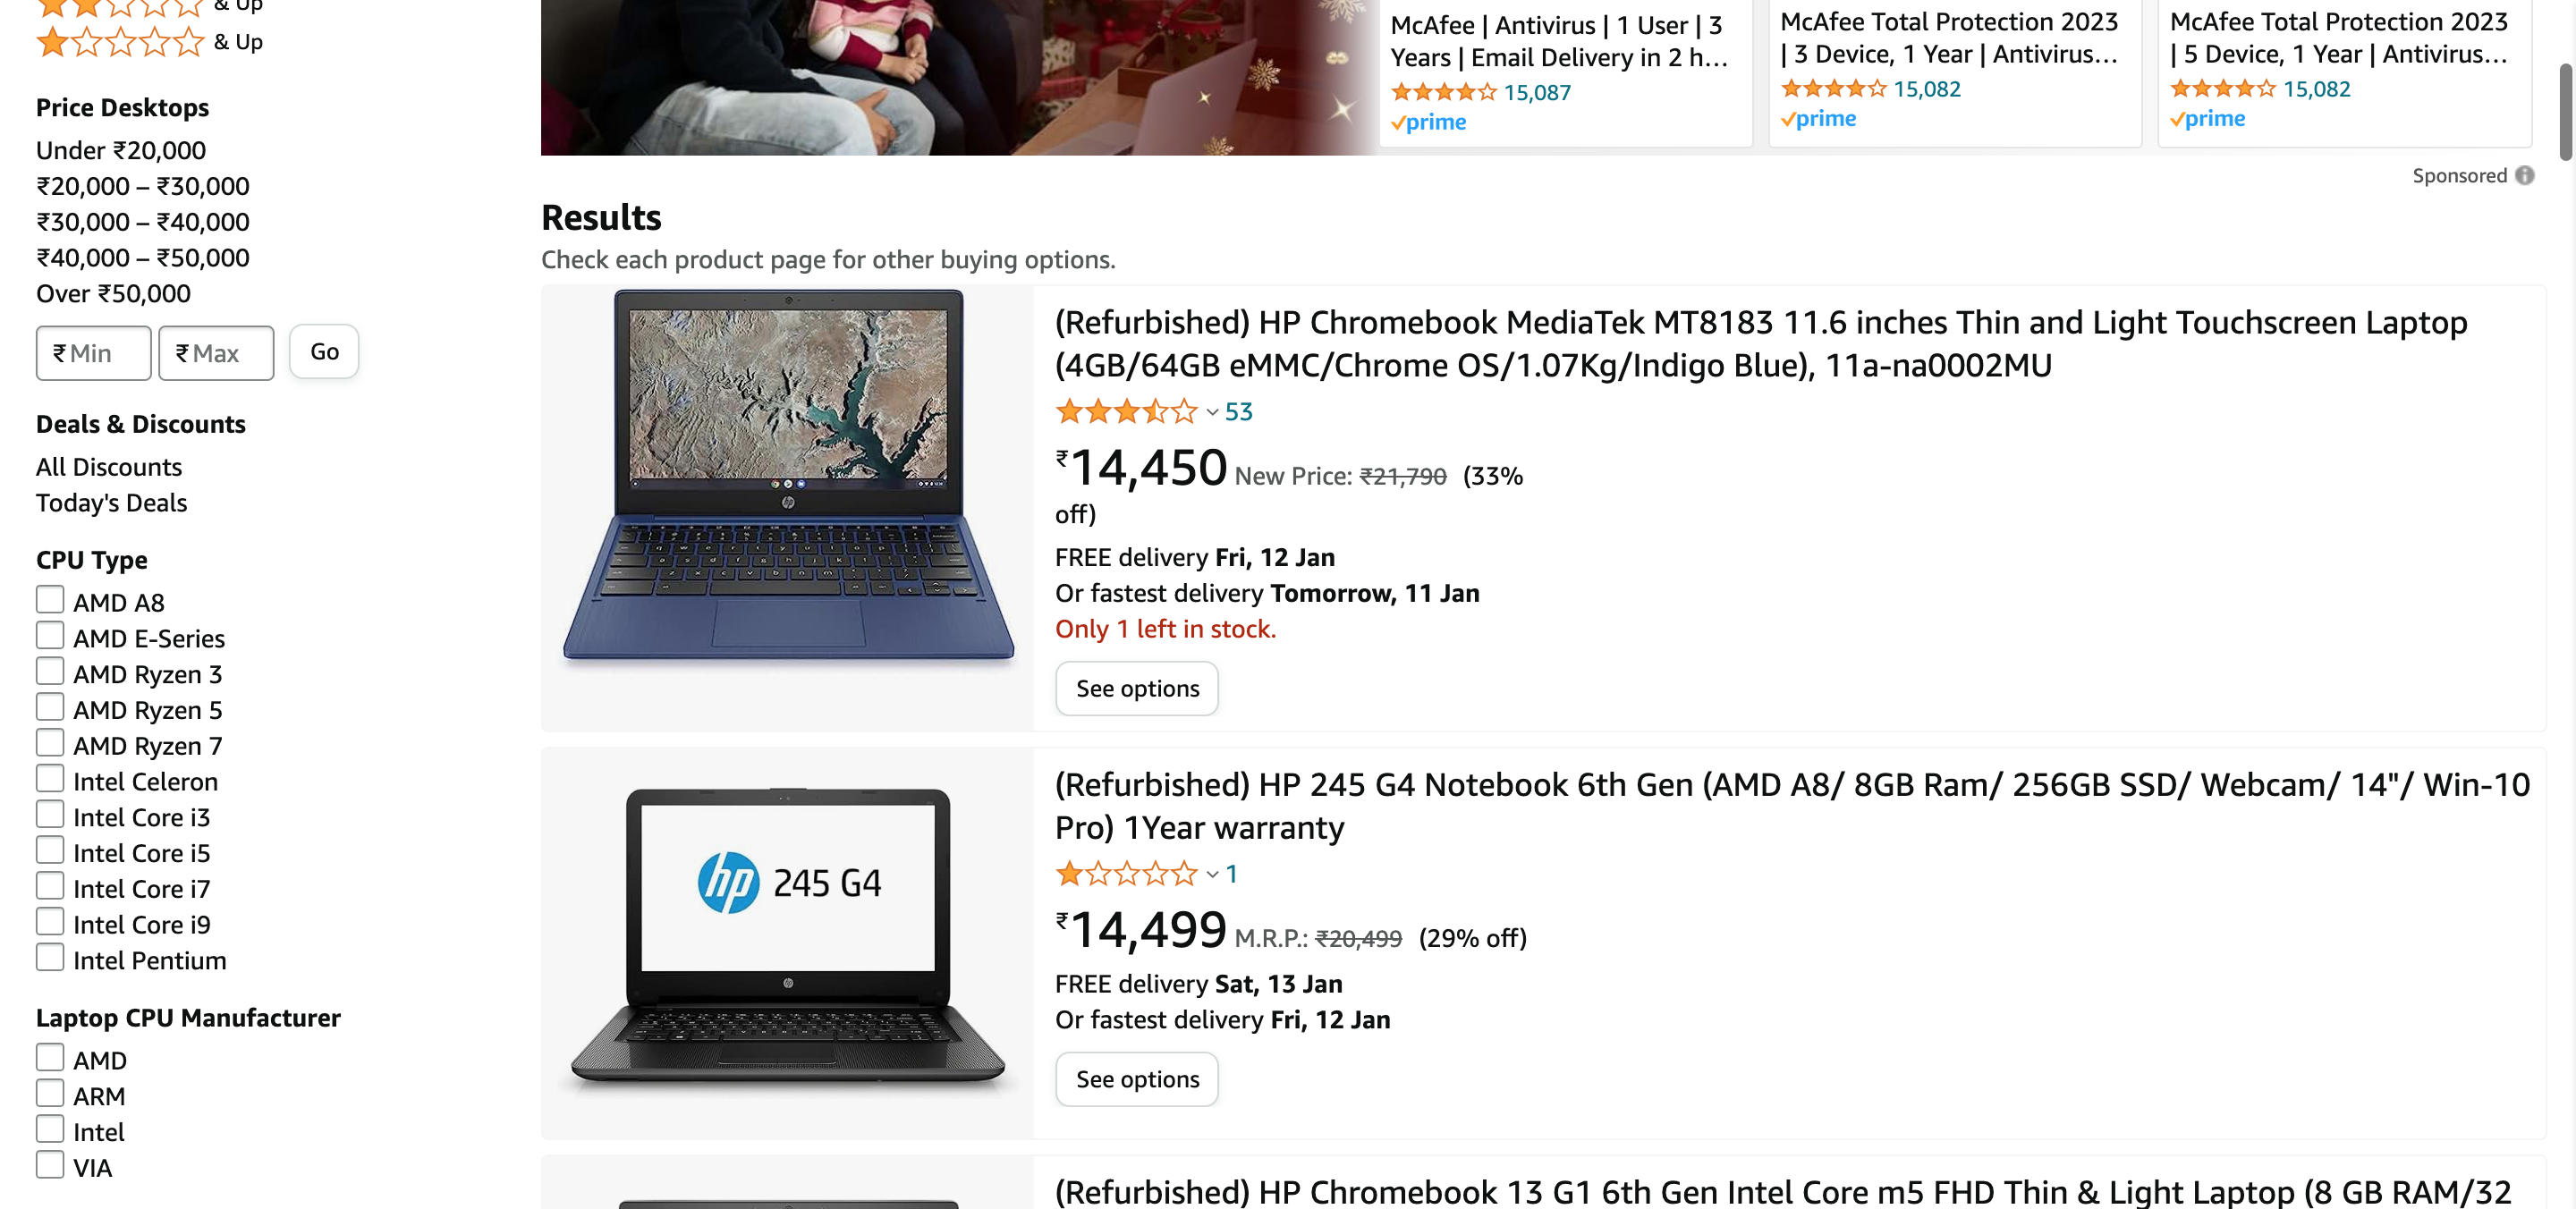 & Up
& Up
Price Desktops
Under ₹20,000
₹20,000 – ₹30,000
₹30,000 – ₹40,000
₹40,000 – ₹50,000
Over ₹50,000
₹ Min
₹ Max
Go
Deals & Discounts
All Discounts
Today's Deals
CPU Type
AMD A8
AMD E-Series
AMD Ryzen 3
AMD Ryzen 5
AMD Ryzen 7
Intel Celeron
Intel Core i3
Intel Core i5
Intel Core i7
Intel Core i9
Intel Pentium
Laptop CPU Manufacturer
AMD
ARM
Intel
VIA
McAfee | Antivirus | 1 User | 3
Years | Email Delivery in 2 h...
15,087
prime
McAfee Total Protection 2023
| 3 Device, 1 Year | Antivirus...
15,082
prime
McAfee Total Protection 2023
| 5 Device, 1 Year | Antivirus...
15,082
prime
Sponsored
Results
Check each product page for other buying options.
(Refurbished) HP Chromebook MediaTek MT8183 11.6 inches Thin and Light Touchscreen Laptop
(4GB/64GB eMMC/Chrome OS/1.07Kg/Indigo Blue), 11a-na0002MU
53
₹14,450 New Price: ₹21,790 (33%
off)
FREE delivery Fri, 12 Jan
Or fastest delivery Tomorrow, 11 Jan
Only 1 left in stock.
See options
hp 245 G4
(Refurbished) HP 245 G4 Notebook 6th Gen (AMD A8/ 8GB Ram/ 256GB SSD/ Webcam/ 14"/ Win-10
Pro) 1Year warranty
1
₹14,499 M.R.P.: ₹20,499 (29% off)
FREE delivery Sat, 13 Jan
Or fastest delivery Fri, 12 Jan
See options
(Refurbished) HP Chromebook 13 G1 6th Gen Intel Core m5 FHD Thin & Light Laptop (8 GB RAM/32